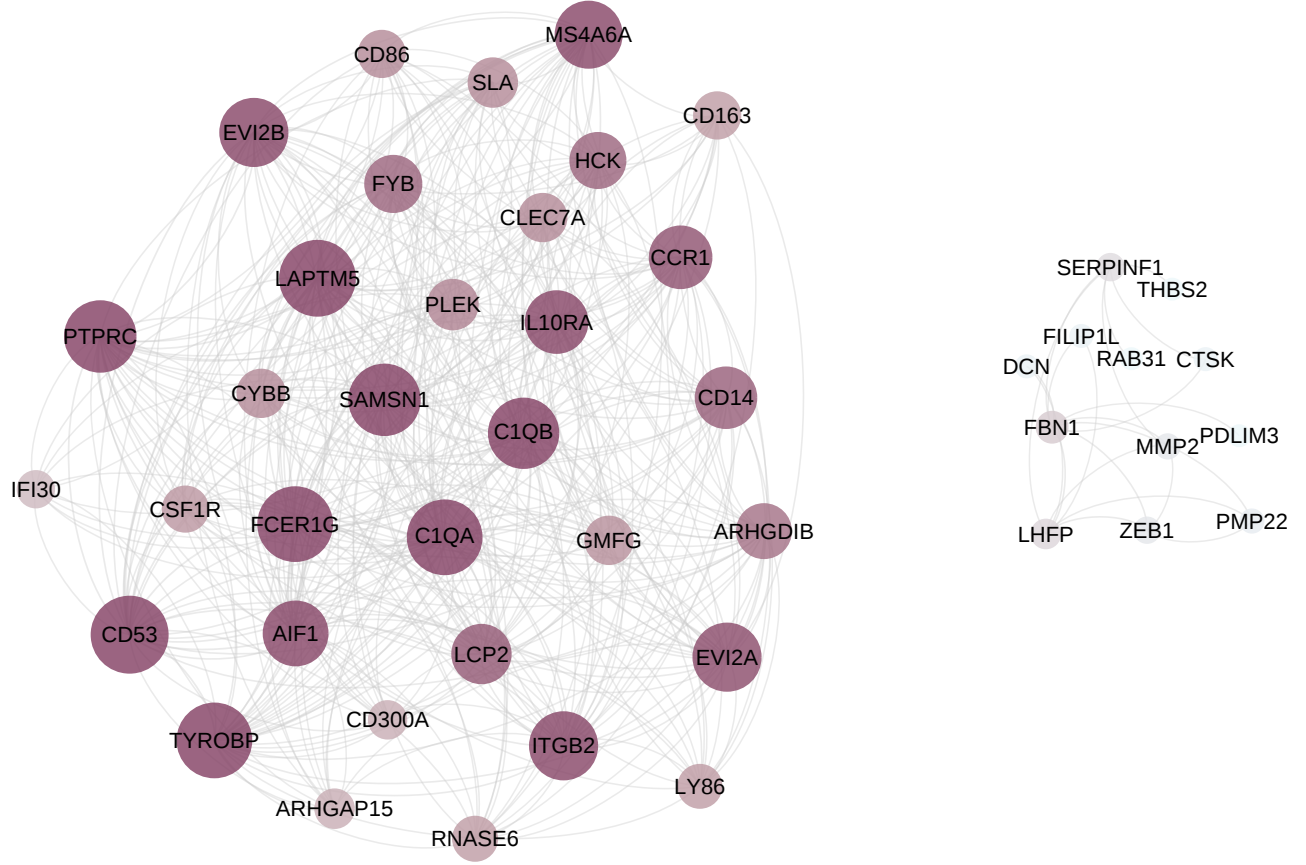 MS4A6A
CD86
SLA
CD163
EVI2B
HCK
FYB
CLEC7A
CCR1
LAPTM5
PLEK
IL10RA
PTPRC
CYBB
SAMSN1
CD14
C1QB
IFI30
CSF1R
FCER1G
C1QA
GMFG
ARHGDIB
CD53
AIF1
LCP2
EVI2A
CD300A
TYROBP
ITGB2
LY86
ARHGAP15
RNASE6
SERPINF1
THBS2
FILIP1L
RAB31
CTSK
DCN
FBN1
PDLIM3
MMP2
LHFP
ZEB1
PMP22